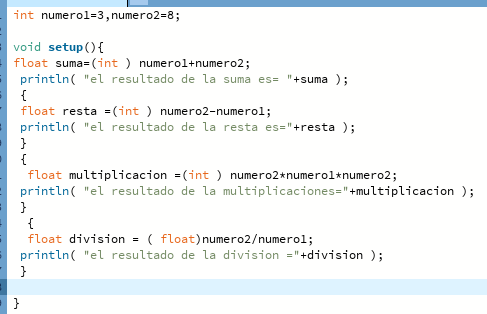 int numero1=3,numero2=8;
void setup(){
float suma=(int ) numero1+numero2;
println( "el resultado de la suma es= "+suma );
{
float resta =(int ) numero2-numero1;
println( "el resultado de la resta es="+resta );
}
{
float multiplicacion =(int ) numero2*numero1*numero2;
println( "el resultado de la multiplicaciones="+multiplicacion );
}
{
float division = ( float)numero2/numero1;
println( "el resultado de la division ="+division );
}
}